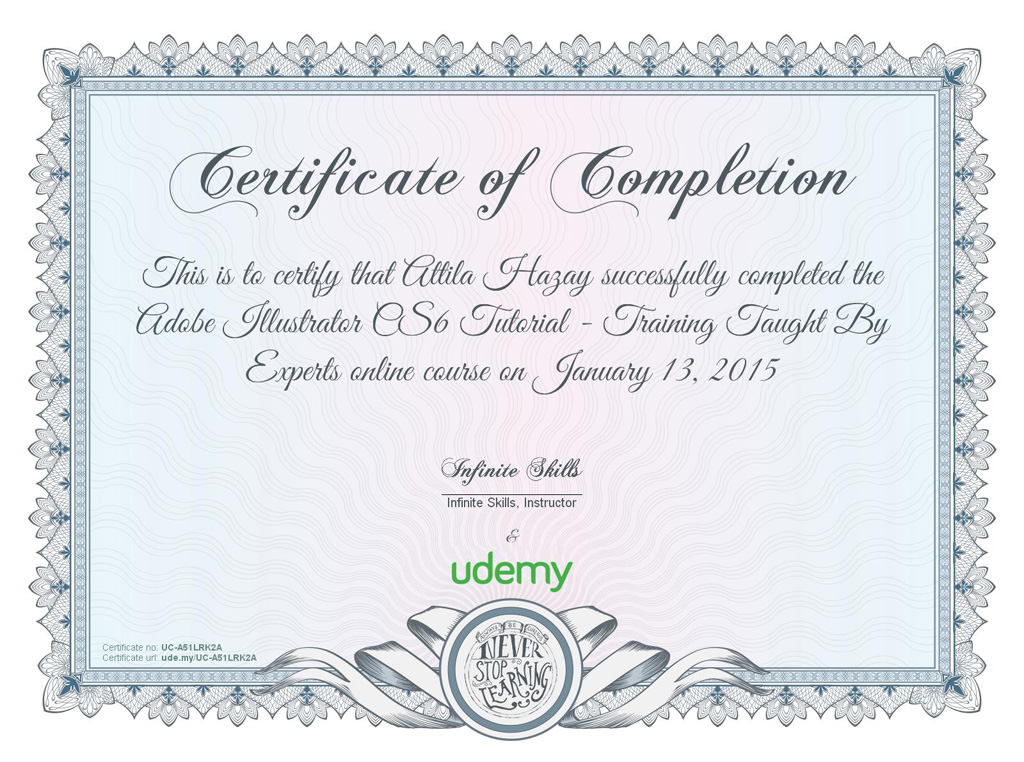 Certificate of Completion
This is to certify that Attila Hazay successfully completed the
Adobe Illustrator CS6 Tutorial - Training Taught By
Experts online course on January 13, 2015
Infinite Skills
Infinite Skills, Instructor
&
udemy
Certificate no: UC-A51LRK2A
Certificate url: ude.my/UC-A51LRK2A
NEVER
STOP
LEARNING